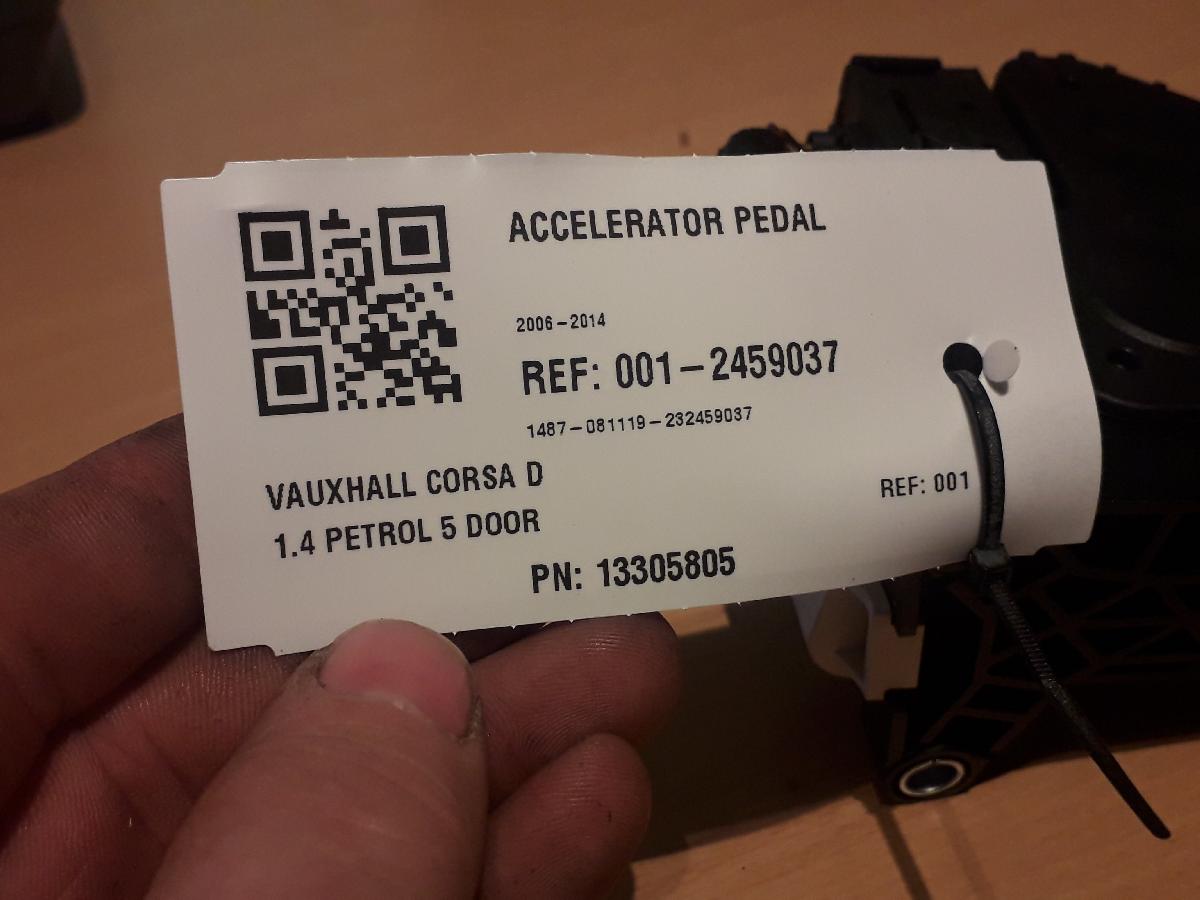 ACCELERATOR PEDAL
2006-2014
REF: 001-2459037
1487-081119-232459037
VAUXHALL CORSA D
REF: 001
1.4 PETROL 5 DOOR
PN: 13305805